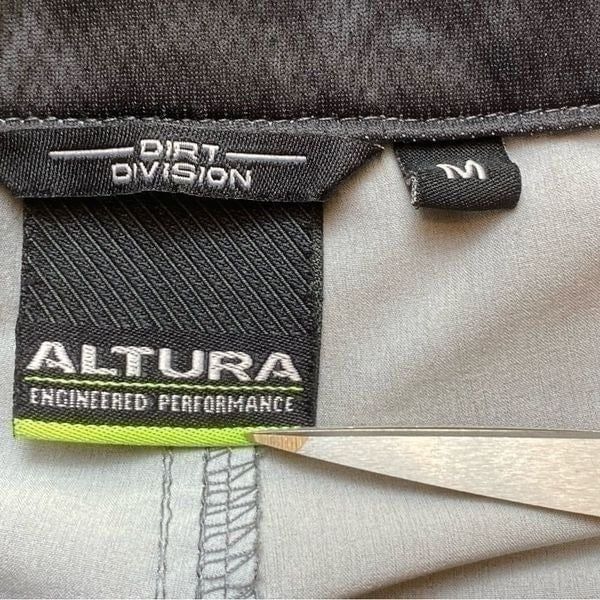 DIRT
DIVISION
M
ALTURA
ENGINEERED PERFORMANCE